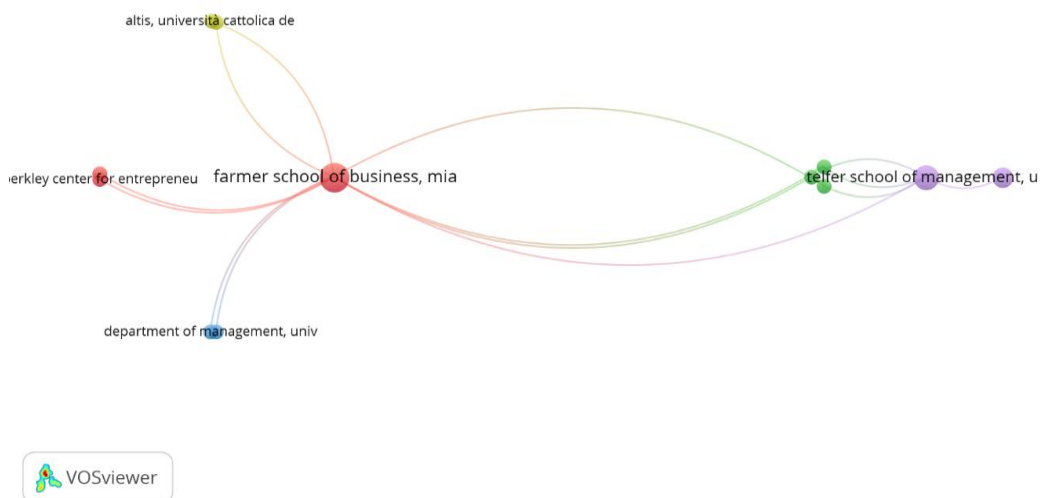 altis, università cattolica de
berkley center for entrepreneu
farmer school of business, mia
telfer school of management, u
department of management, univ
VOSviewer